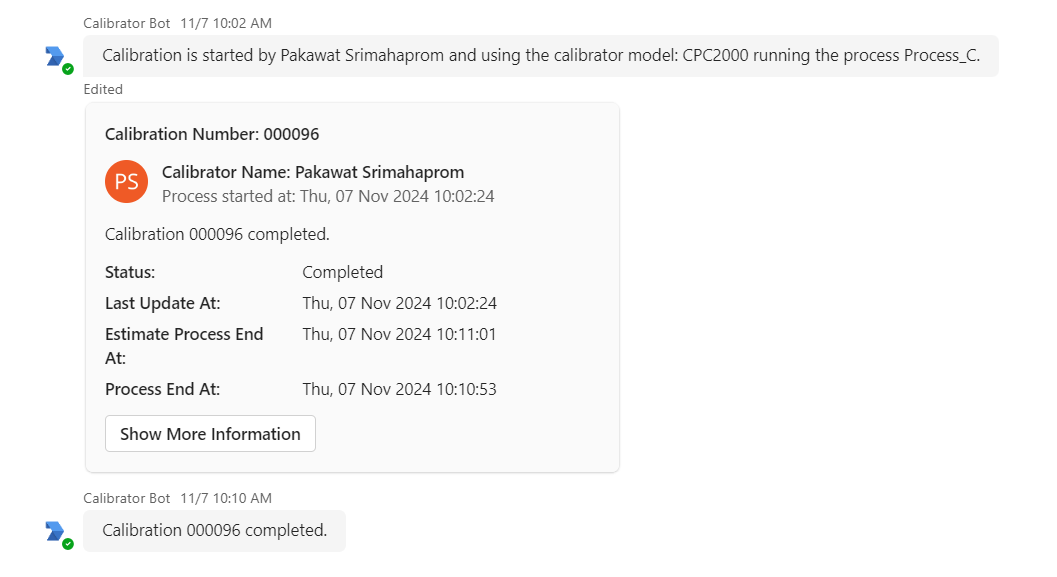 Calibrator Bot 11/7 10:02 AM
Calibration is started by Pakawat Srimahaprom and using the calibrator model: CPC2000 running the process Process_C.
Edited
Calibration Number: 000096
PS
Calibrator Name: Pakawat Srimahaprom
Process started at: Thu, 07 Nov 2024 10:02:24
Calibration 000096 completed.
Status: Completed
Last Update At: Thu, 07 Nov 2024 10:02:24
Estimate Process End Thu, 07 Nov 2024 10:11:01
At:
Process End At: Thu, 07 Nov 2024 10:10:53
Show More Information
Calibrator Bot 11/7 10:10 AM
Calibration 000096 completed.